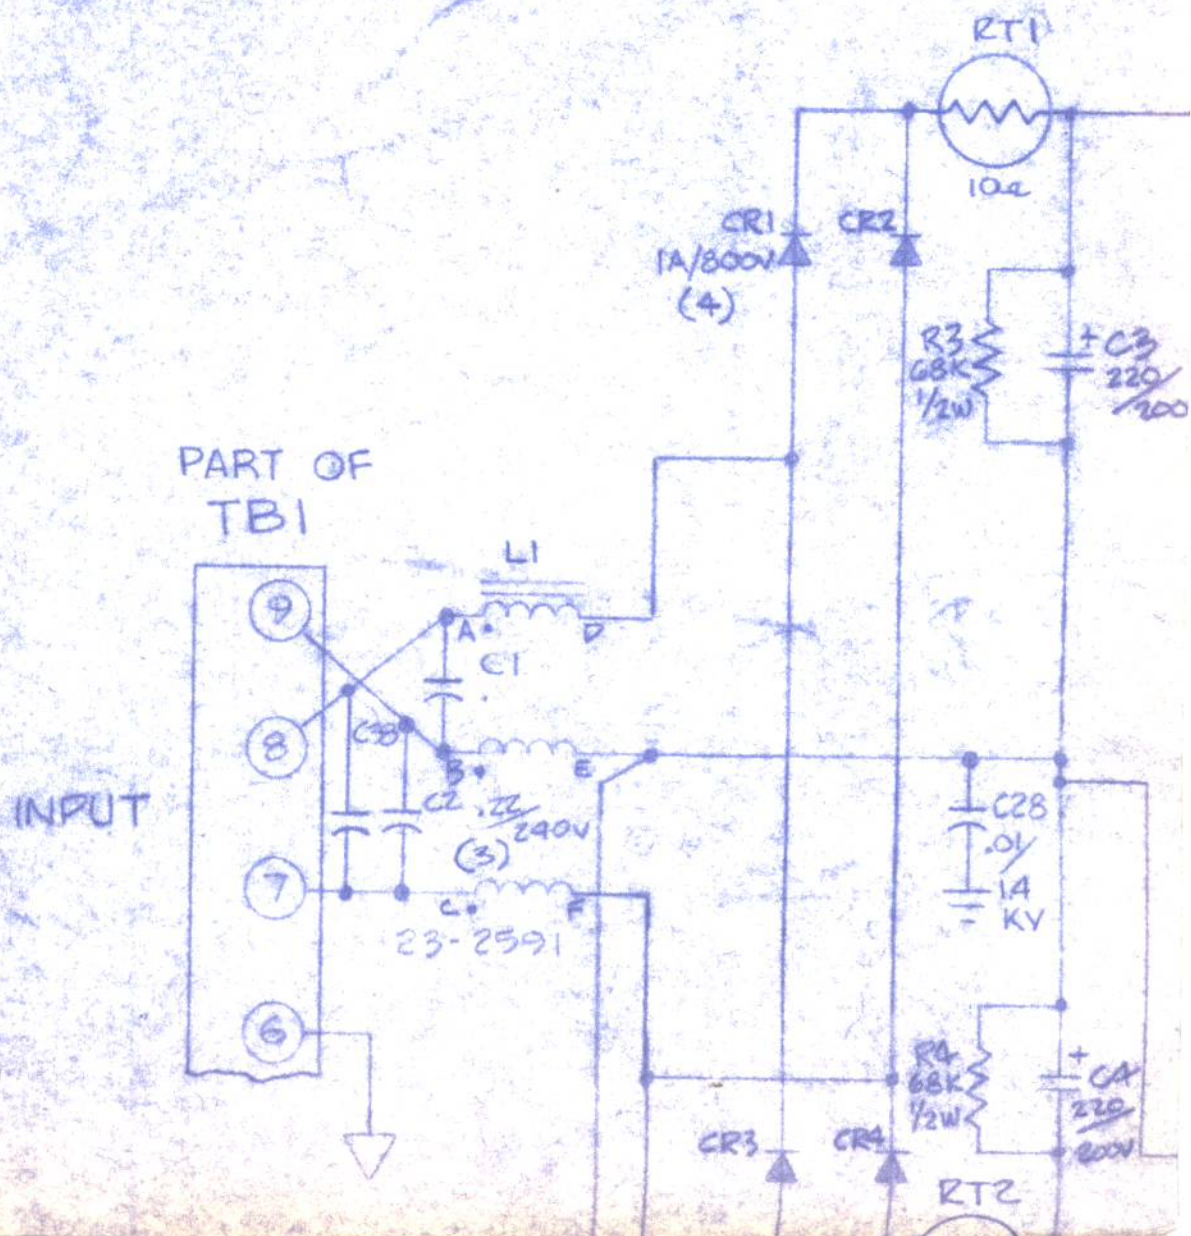 RT1
10Ω
CR1
CR2
1A/800V
(4)
R3
68K
1/2W
+ C3
220/
200
PART OF
TB1
L1
9
A
D
C1
8
C38
B
E
INPUT
C2 .22/
240V
(3)
C28
.01/
1.4
KV
7
C
F
23-2591
6
R4
68K
1/2W
+ C4
220/
200V
CR3
CR4
RT2